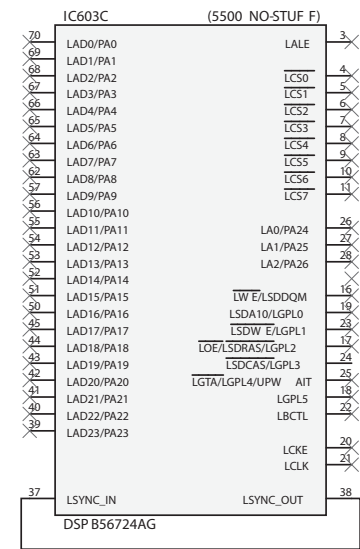 IC603C (5500 NO-STUF F)
70 LAD0/PA0 LALE 3
69 LAD1/PA1
68 LAD2/PA2 LCS0 4
67 LAD3/PA3 LCS1 5
66 LAD4/PA4 LCS2 6
65 LAD5/PA5 LCS3 7
64 LAD6/PA6 LCS4 8
63 LAD7/PA7 LCS5 9
62 LAD8/PA8 LCS6 10
57 LAD9/PA9 LCS7 11
56 LAD10/PA10
55 LAD11/PA11 LA0/PA24 26
54 LAD12/PA12 LA1/PA25 27
53 LAD13/PA13 LA2/PA26 28
52 LAD14/PA14
51 LAD15/PA15 LW E/LSDDQM 16
50 LAD16/PA16 LSDA10/LGPL0 19
45 LAD17/PA17 LSDW E/LGPL1 23
44 LAD18/PA18 LOE/LSDRAS/LGPL2 17
43 LAD19/PA19 LSDCAS/LGPL3 24
42 LAD20/PA20 LGTA/LGPL4/UPW AIT 25
41 LAD21/PA21 LGPL5 18
40 LAD22/PA22 LBCTL 22
39 LAD23/PA23
LCKE 20
LCLK 21
37 LSYNC_IN LSYNC_OUT 38
DSP B56724AG